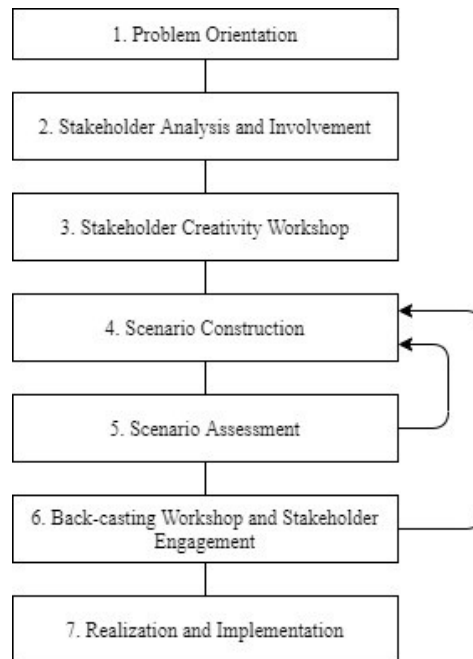 1. Problem Orientation
2. Stakeholder Analysis and Involvement
3. Stakeholder Creativity Workshop
4. Scenario Construction
5. Scenario Assessment
6. Back-casting Workshop and Stakeholder
Engagement
7. Realization and Implementation